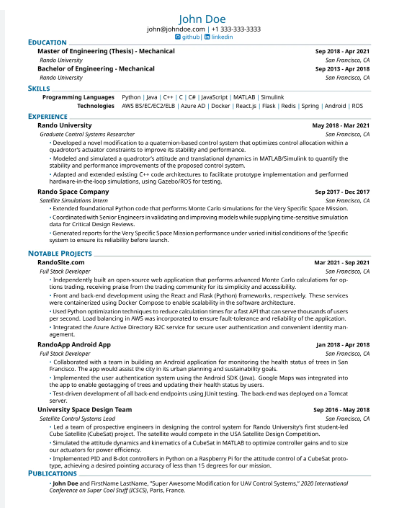 John Doe
john@johndoe.com | +1 333-333-3333
github | linkedin
EDUCATION
Master of Engineering (Thesis) - Mechanical Sep 2018 - Apr 2021
Rando University San Francisco, CA
Bachelor of Engineering - Mechanical Sep 2013 - Apr 2018
Rando University San Francisco, CA
SKILLS
Programming Languages Python | Java | C++ | C | C# | JavaScript | MATLAB | Simulink
Technologies AWS BS/EC/EC2/ELB | Azure AD | Docker | React.js | Flask | Redis | Spring | Android | ROS
EXPERIENCE
Rando University May 2018 - Mar 2021
Graduate Control Systems Researcher San Francisco, CA
• Developed a novel modification to a quaternion-based control system that optimizes control allocation within a
quadrotor's actuator constraints to improve its stability and performance.
• Modeled and simulated a quadrotor's attitude and translational dynamics in MATLAB/Simulink to quantify the
stability and performance improvements of the proposed control system.
• Adapted and extended existing C++ code architectures to facilitate prototype implementation and performed
hardware-in-the-loop simulations, using Gazebo/ROS for testing.
Rando Space Company Sep 2017 - Dec 2017
Satellite Simulations Intern San Francisco, CA
• Extended foundational Python code that performs Monte Carlo simulations for the Very Specific Space Mission.
• Coordinated with Senior Engineers in validating and improving models while supplying time-sensitive simulation
data for Critical Design Reviews.
• Generated reports for the Very Specific Space Mission performance under varied initial conditions of the Specific
system to ensure its reliability before launch.
NOTABLE PROJECTS
RandoSite.com Mar 2021 - Sep 2021
Full Stack Developer San Francisco, CA
• Independently built an open-source web application that performs advanced Monte Carlo calculations for op-
tions trading, receiving praise from the trading community for its simplicity and accessibility.
• Front and back-end development using the React and Flask (Python) frameworks, respectively. These services
were containerized using Docker Compose to enable scalability in the software architecture.
• Used Python optimization techniques to reduce calculation times for a fast API that can serve thousands of users
per second. Load balancing in AWS was incorporated to ensure fault-tolerance and reliability of the application.
• Integrated the Azure Active Directory B2C service for secure user authentication and convenient identity man-
agement.
RandoApp Android App Jan 2018 - Apr 2018
Full Stack Developer San Francisco, CA
• Collaborated with a team in building an Android application for monitoring the health status of trees in San
Francisco. The app would assist the city in its urban planning and sustainability goals.
• Implemented the user authentication system using the Android SDK (Java). Google Maps was integrated into
the app to enable geotagging of trees and updating their health status by users.
• Test-driven development of all back-end endpoints using JUnit testing. The back-end was deployed on a Tomcat
server.
University Space Design Team Sep 2016 - May 2018
Satellite Control Systems Lead San Francisco, CA
• Led a team of prospective engineers in designing the control system for Rando University's first student-led
Cube Satellite (CubeSat) project. The satellite would compete in the USA Satellite Design Competition.
• Simulated the attitude dynamics and kinematics of a CubeSat in MATLAB to optimize controller gains and to size
our actuators for power efficiency.
• Implemented PID and B-dot controllers in Python on a Raspberry Pi for the attitude control of a CubeSat proto-
type, achieving a desired pointing accuracy of less than 15 degrees for our mission.
PUBLICATIONS
• John Doe and FirstName LastName, "Super Awesome Modification for UAV Control Systems," 2020 International
Conference on Super Cool Stuff (ICSCS), Paris, France.